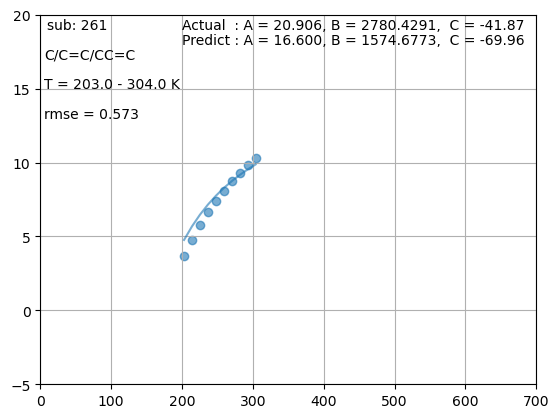 sub: 261
Actual  : A = 20.906, B = 2780.4291,  C = -41.87
Predict : A = 16.600, B = 1574.6773,  C = -69.96
C/C=C/CC=C
T = 203.0 - 304.0 K
rmse = 0.573
20
15
10
5
0
−5
0 100 200 300 400 500 600 700